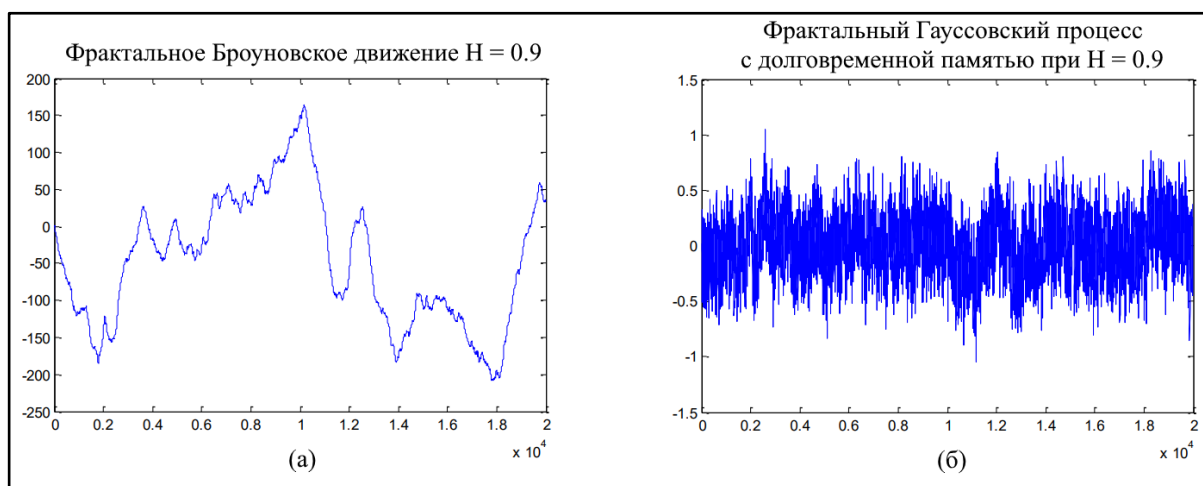 Фрактальное Броуновское движение H = 0.9
200
150
100
50
0
-50
-100
-150
-200
-250
0 0.2 0.4 0.6 0.8 1 1.2 1.4 1.6 1.8 2
x 10^4
(а)
Фрактальный Гауссовский процесс
с долговременной памятью при H = 0.9
1.5
1
0.5
0
-0.5
-1
-1.5
0 0.2 0.4 0.6 0.8 1 1.2 1.4 1.6 1.8 2
x 10^4
(б)